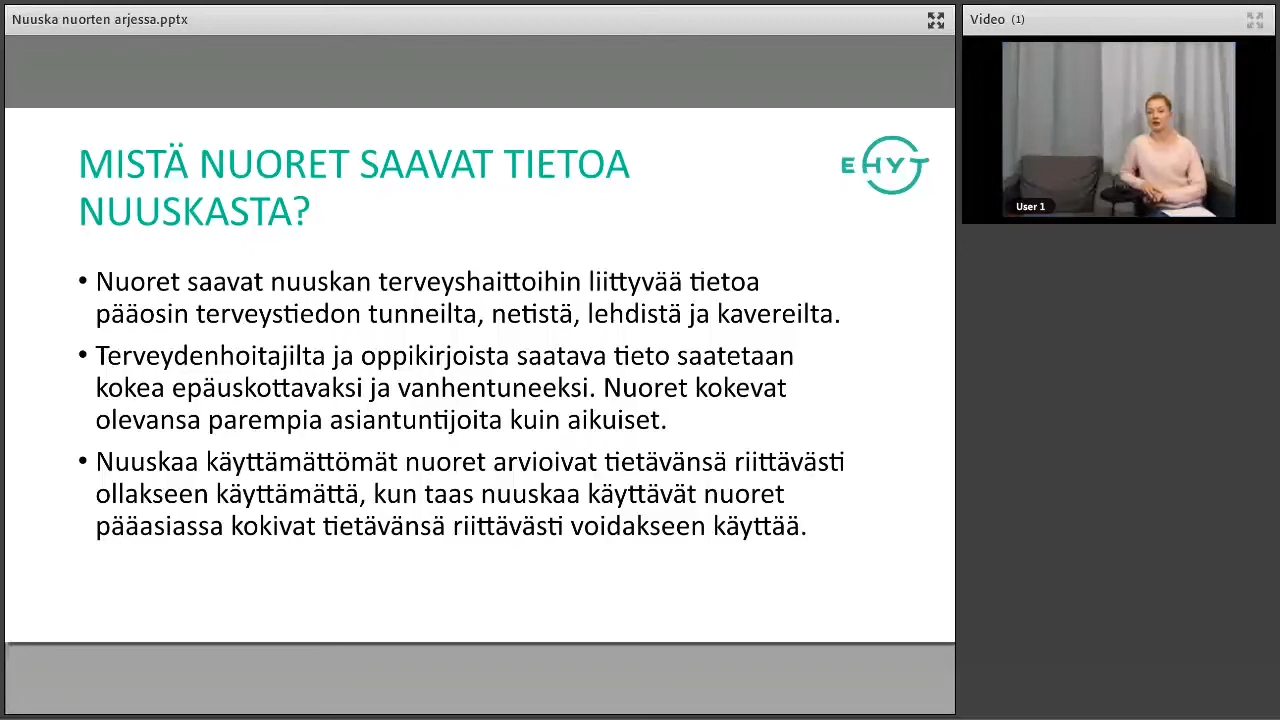 Nuuska nuorten arjessa.pptx
Video (1)
MISTÄ NUORET SAAVAT TIETOA
NUUSKASTA?
EHYT
User 1
• Nuoret saavat nuuskan terveyshaittoihin liittyvää tietoa
pääosin terveystiedon tunneilta, netistä, lehdistä ja kavereilta.
• Terveydenhoitajilta ja oppikirjoista saatava tieto saatetaan
kokea epäuskottavaksi ja vanhentuneeksi. Nuoret kokevat
olevansa parempia asiantuntijoita kuin aikuiset.
• Nuuskaa käyttämättömät nuoret arvioivat tietävänsä riittävästi
ollakseen käyttämättä, kun taas nuuskaa käyttävät nuoret
pääasiassa kokivat tietävänsä riittävästi voidakseen käyttää.